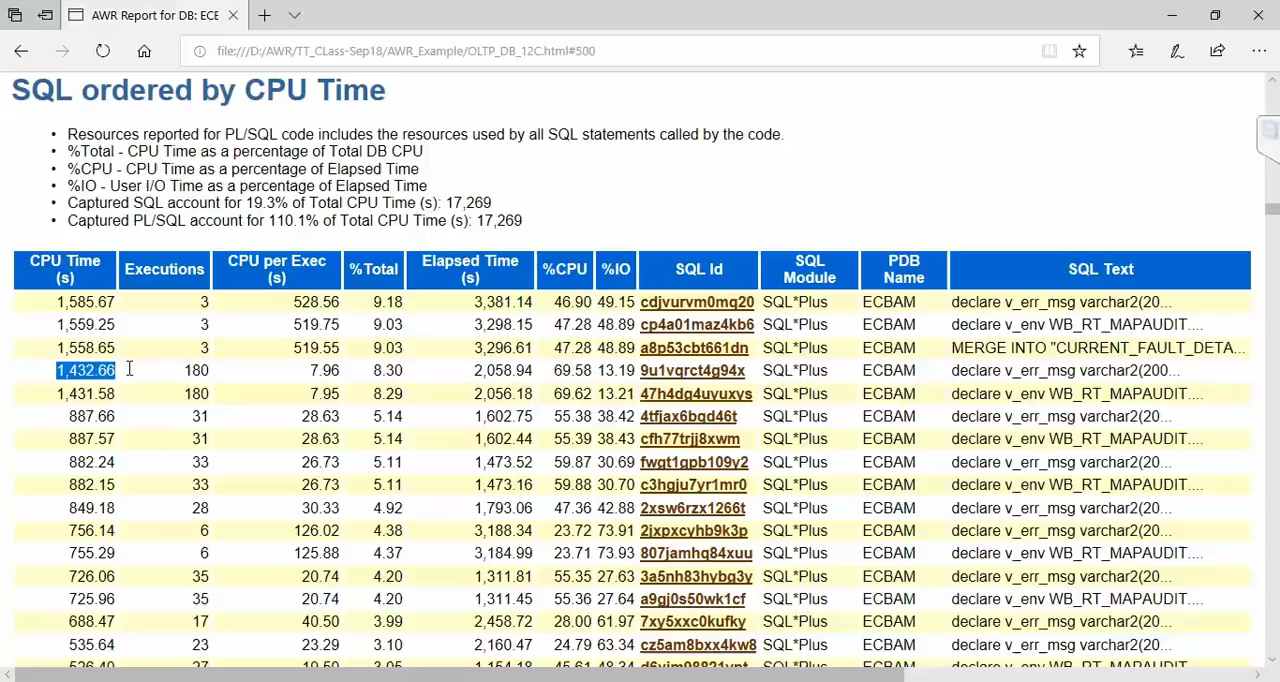 AWR Report for DB: ECE
file:///D:/AWR/TT_CLass-Sep18/AWR_Example/OLTP_DB_12C.html#500
SQL ordered by CPU Time
• Resources reported for PL/SQL code includes the resources used by all SQL statements called by the code.
• %Total - CPU Time as a percentage of Total DB CPU
• %CPU - CPU Time as a percentage of Elapsed Time
• %IO - User I/O Time as a percentage of Elapsed Time
• Captured SQL account for 19.3% of Total CPU Time (s): 17,269
• Captured PL/SQL account for 110.1% of Total CPU Time (s): 17,269
CPU Time (s) Executions CPU per Exec (s) %Total Elapsed Time (s) %CPU %IO SQL Id SQL Module PDB Name SQL Text
1,585.67 3 528.56 9.18 3,381.14 46.90 49.15 cdjvurvm0mq20 SQL*Plus ECBAM declare v_err_msg varchar2(20...
1,559.25 3 519.75 9.03 3,298.15 47.28 48.89 cp4a01maz4kb6 SQL*Plus ECBAM declare v_env WB_RT_MAPAUDIT....
1,558.65 3 519.55 9.03 3,296.61 47.28 48.89 a8p53cbt661dn SQL*Plus ECBAM MERGE INTO "CURRENT_FAULT_DETA...
1,432.66 180 7.96 8.30 2,058.94 69.58 13.19 9u1vqrct4g94x SQL*Plus ECBAM declare v_err_msg varchar2(200...
1,431.58 180 7.95 8.29 2,056.18 69.62 13.21 47h4dg4uyuxys SQL*Plus ECBAM declare v_env WB_RT_MAPAUDIT....
887.66 31 28.63 5.14 1,602.75 55.38 38.42 4tfjax6bqd46t SQL*Plus ECBAM declare v_err_msg varchar2(20...
887.57 31 28.63 5.14 1,602.44 55.39 38.43 cfh77trjj8xwm SQL*Plus ECBAM declare v_env WB_RT_MAPAUDIT....
882.24 33 26.73 5.11 1,473.52 59.87 30.69 fwgt1gpb109y2 SQL*Plus ECBAM declare v_err_msg varchar2(20...
882.15 33 26.73 5.11 1,473.16 59.88 30.70 c3hgju7yr1mr0 SQL*Plus ECBAM declare v_env WB_RT_MAPAUDIT....
849.18 28 30.33 4.92 1,793.06 47.36 42.88 2xsw6rzx1266t SQL*Plus ECBAM declare v_err_msg varchar2(20...
756.14 6 126.02 4.38 3,188.34 23.72 73.91 2jxpxcyhb9k3p SQL*Plus ECBAM declare v_err_msg varchar2(20...
755.29 6 125.88 4.37 3,184.99 23.71 73.93 807jamhq84xuu SQL*Plus ECBAM declare v_env WB_RT_MAPAUDIT....
726.06 35 20.74 4.20 1,311.81 55.35 27.63 3a5nh83hybg3y SQL*Plus ECBAM declare v_err_msg varchar2(20...
725.96 35 20.74 4.20 1,311.45 55.36 27.64 a9gj0s50wk1cf SQL*Plus ECBAM declare v_env WB_RT_MAPAUDIT....
688.47 17 40.50 3.99 2,458.72 28.00 61.97 7xy5xxc0kufky SQL*Plus ECBAM declare v_err_msg varchar2(20...
535.64 23 23.29 3.10 2,160.47 24.79 63.34 cz5am8bxx4kw8 SQL*Plus ECBAM declare v_err_msg varchar2(20...
SQL*Plus ECBAM declare v_env WB_RT_MAPAUDIT....